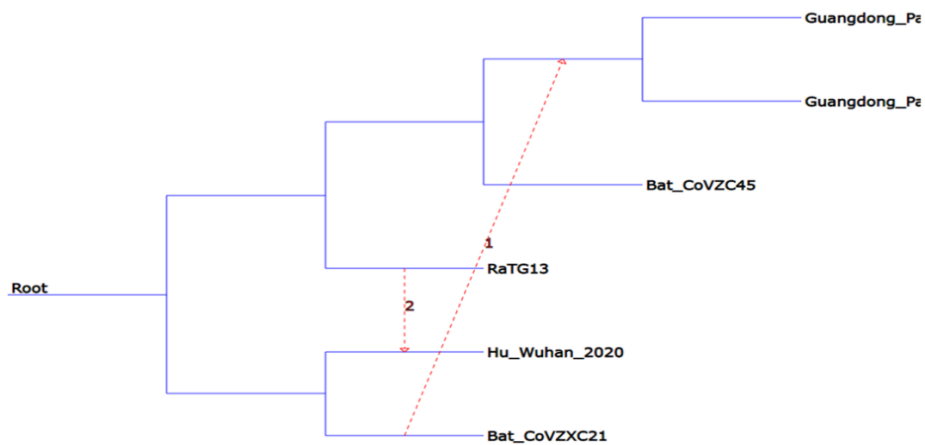 Guangdong_Pa
Guangdong_Pa
Bat_CoVZC45
1
RaTG13
Root
2
Hu_Wuhan_2020
Bat_CoVZXC21